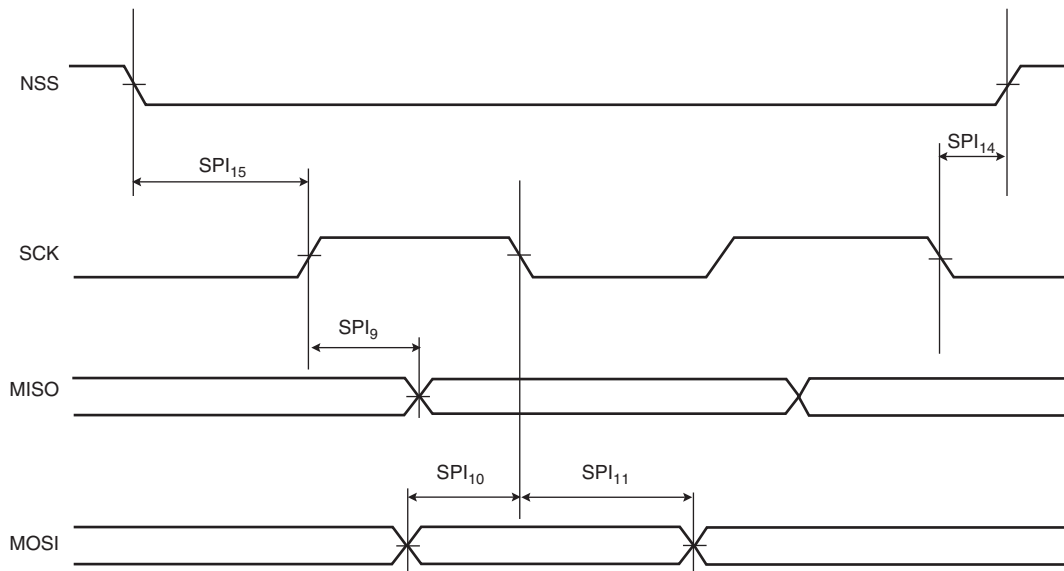 NSS
SPI₁₄
SPI₁₅
SCK
SPI₉
MISO
SPI₁₀ SPI₁₁
MOSI